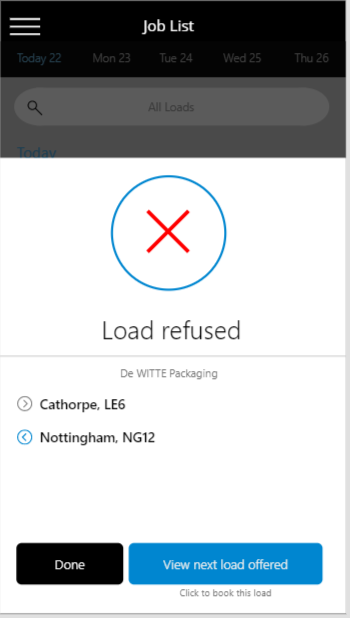 Job List
Today 22 Mon 23 Tue 24 Wed 25 Thu 26
All Loads
Today
Load refused
De WITTE Packaging
Cathorpe, LE6
Nottingham, NG12
Done View next load offered
Click to book this load